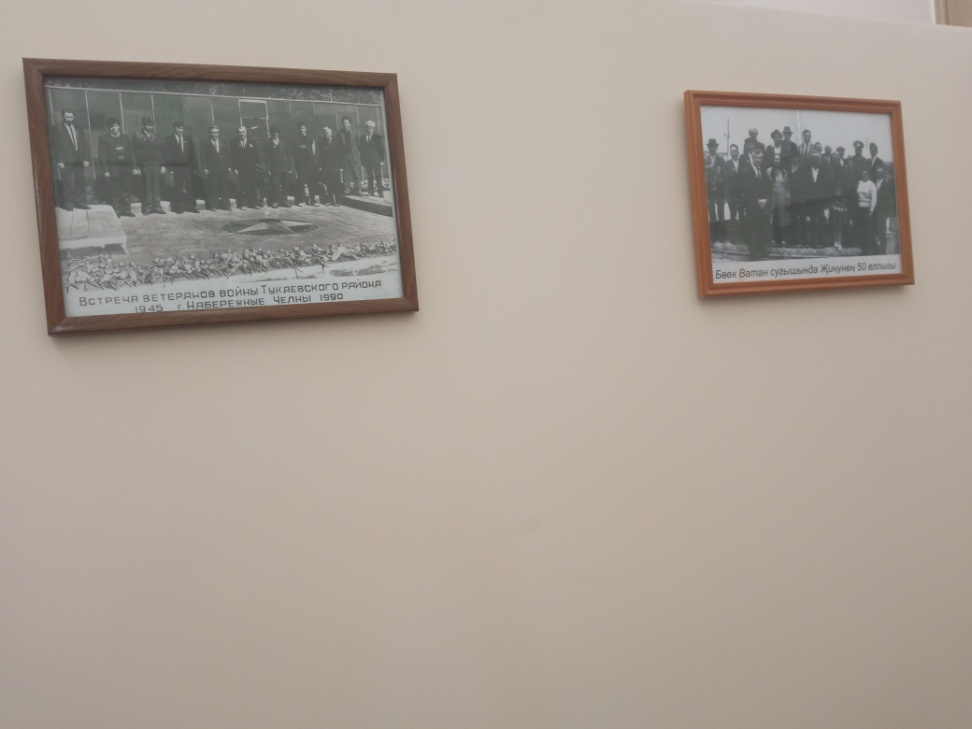 Встреча ветеранов войны Тукаевского района
1945 г. Набережные Челны 1990
Бөек Ватан сугышында Җиңүнең 50 еллыгы